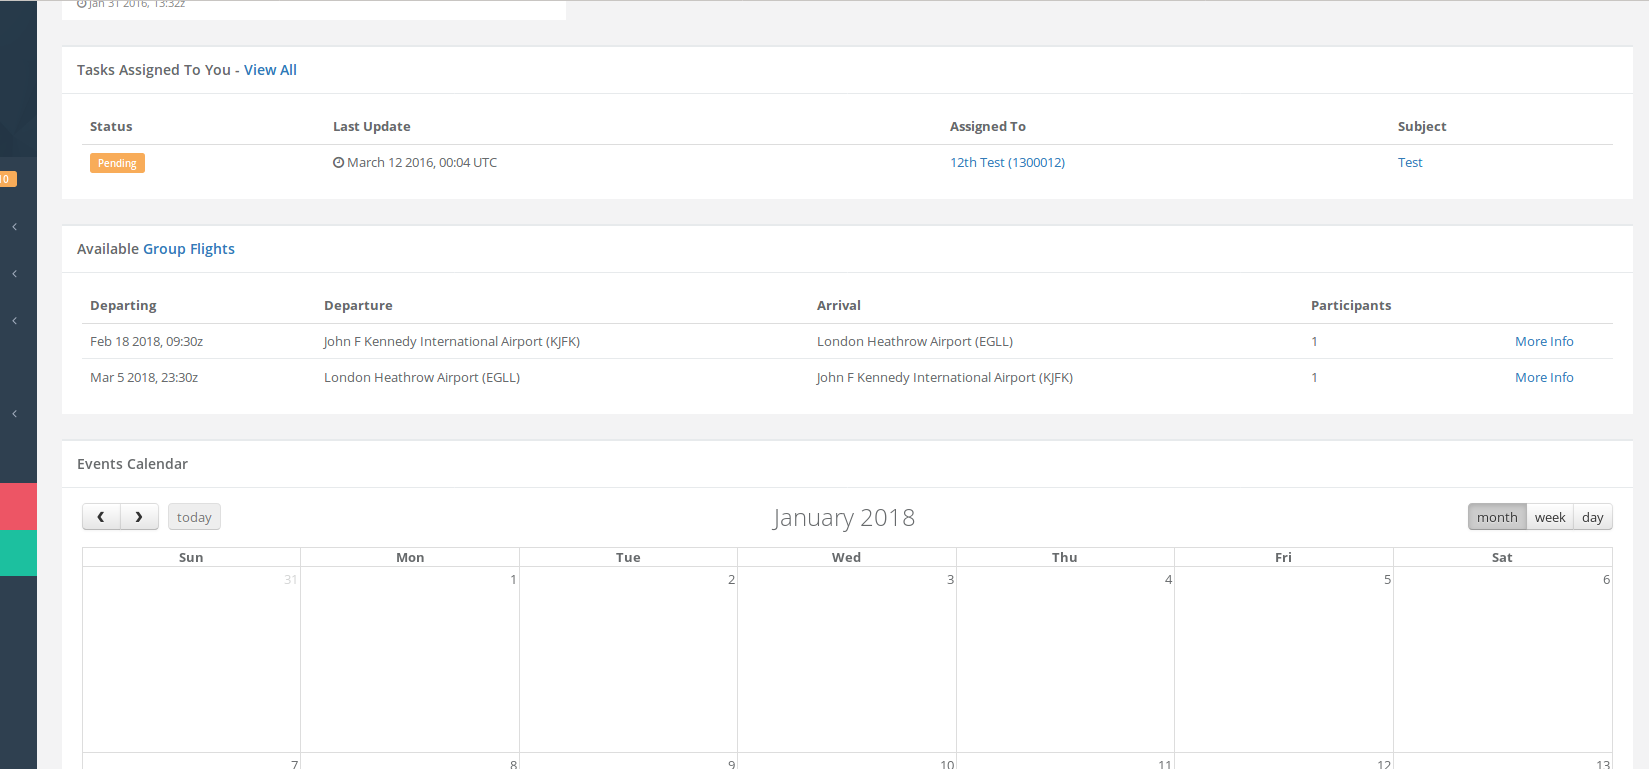 Jan 31 2016, 13:32z
Tasks Assigned To You - View All
Status Last Update Assigned To Subject
Pending March 12 2016, 00:04 UTC 12th Test (1300012) Test
10
Available Group Flights
Departing Departure Arrival Participants
Feb 18 2018, 09:30z John F Kennedy International Airport (KJFK) London Heathrow Airport (EGLL) 1 More Info
Mar 5 2018, 23:30z London Heathrow Airport (EGLL) John F Kennedy International Airport (KJFK) 1 More Info
Events Calendar
today January 2018 month week day
Sun Mon Tue Wed Thu Fri Sat
31 1 2 3 4 5 6
7 8 9 10 11 12 13